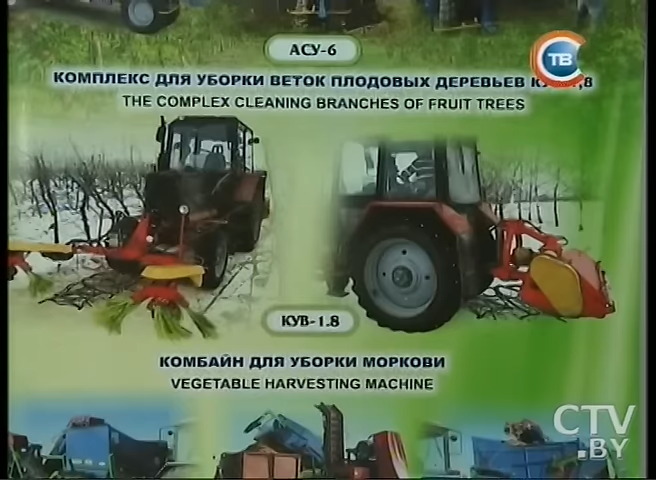 АСУ-6
КОМПЛЕКС ДЛЯ УБОРКИ ВЕТОК ПЛОДОВЫХ ДЕРЕВЬЕВ
THE COMPLEX CLEANING BRANCHES OF FRUIT TREES
СТВ
КУВ-1.8
КОМБАЙН ДЛЯ УБОРКИ МОРКОВИ
VEGETABLE HARVESTING MACHINE
CTV
.BY